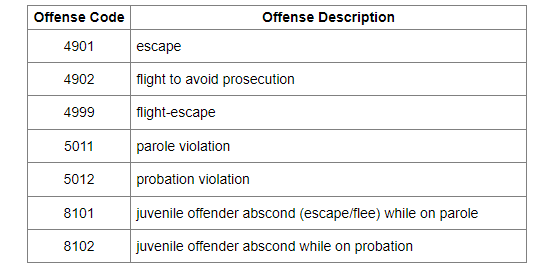 Offense Code Offense Description
4901 escape
4902 flight to avoid prosecution
4999 flight-escape
5011 parole violation
5012 probation violation
8101 juvenile offender abscond (escape/flee) while on parole
8102 juvenile offender abscond while on probation